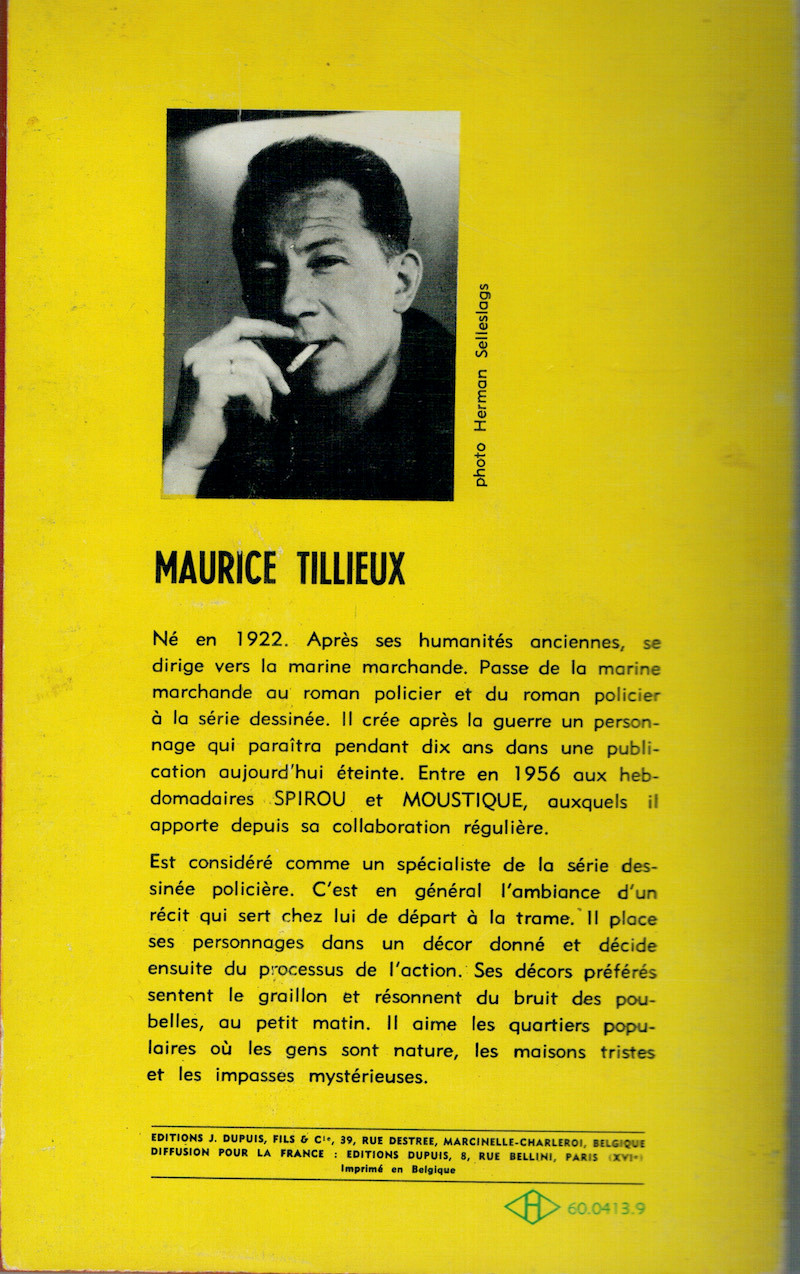 photo Herman Selleslags
MAURICE TILLIEUX
Né en 1922. Après ses humanités anciennes, se
dirige vers la marine marchande. Passe de la marine
marchande au roman policier et du roman policier
à la série dessinée. Il crée après la guerre un person-
nage qui paraîtra pendant dix ans dans une publi-
cation aujourd'hui éteinte. Entre en 1956 aux heb-
domadaires SPIROU et MOUSTIQUE, auxquels il
apporte depuis sa collaboration régulière.
Est considéré comme un spécialiste de la série des-
sinée policière. C'est en général l'ambiance d'un
récit qui sert chez lui de départ à la trame. Il place
ses personnages dans un décor donné et décide
ensuite du processus de l'action. Ses décors préférés
sentent le graillon et résonnent du bruit des pou-
belles, au petit matin. Il aime les quartiers popu-
laires où les gens sont nature, les maisons tristes
et les impasses mystérieuses.
EDITIONS J. DUPUIS, FILS & Cie, 39, RUE DESTREE, MARCINELLE-CHARLEROI, BELGIQUE
DIFFUSION POUR LA FRANCE : EDITIONS DUPUIS, 8, RUE BELLINI, PARIS (XVIe)
Imprimé en Belgique
H 60.0413.9